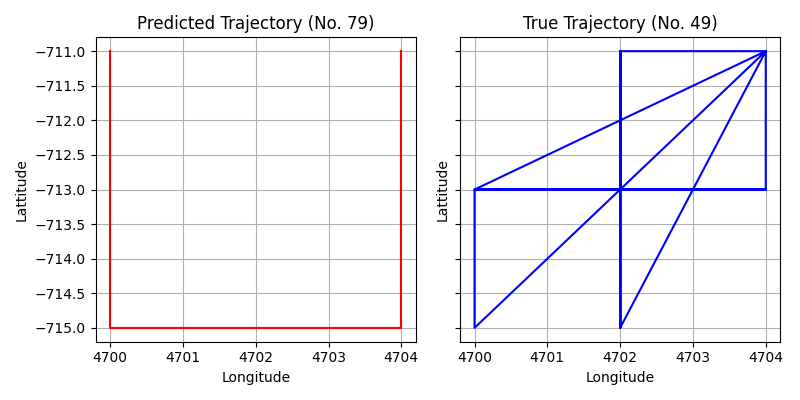 Predicted Trajectory (No. 79)
True Trajectory (No. 49)
−711.0
−711.5
−712.0
−712.5
−713.0
−713.5
−714.0
−714.5
−715.0
Lattitude
Lattitude
4700 4701 4702 4703 4704
4700 4701 4702 4703 4704
Longitude
Longitude